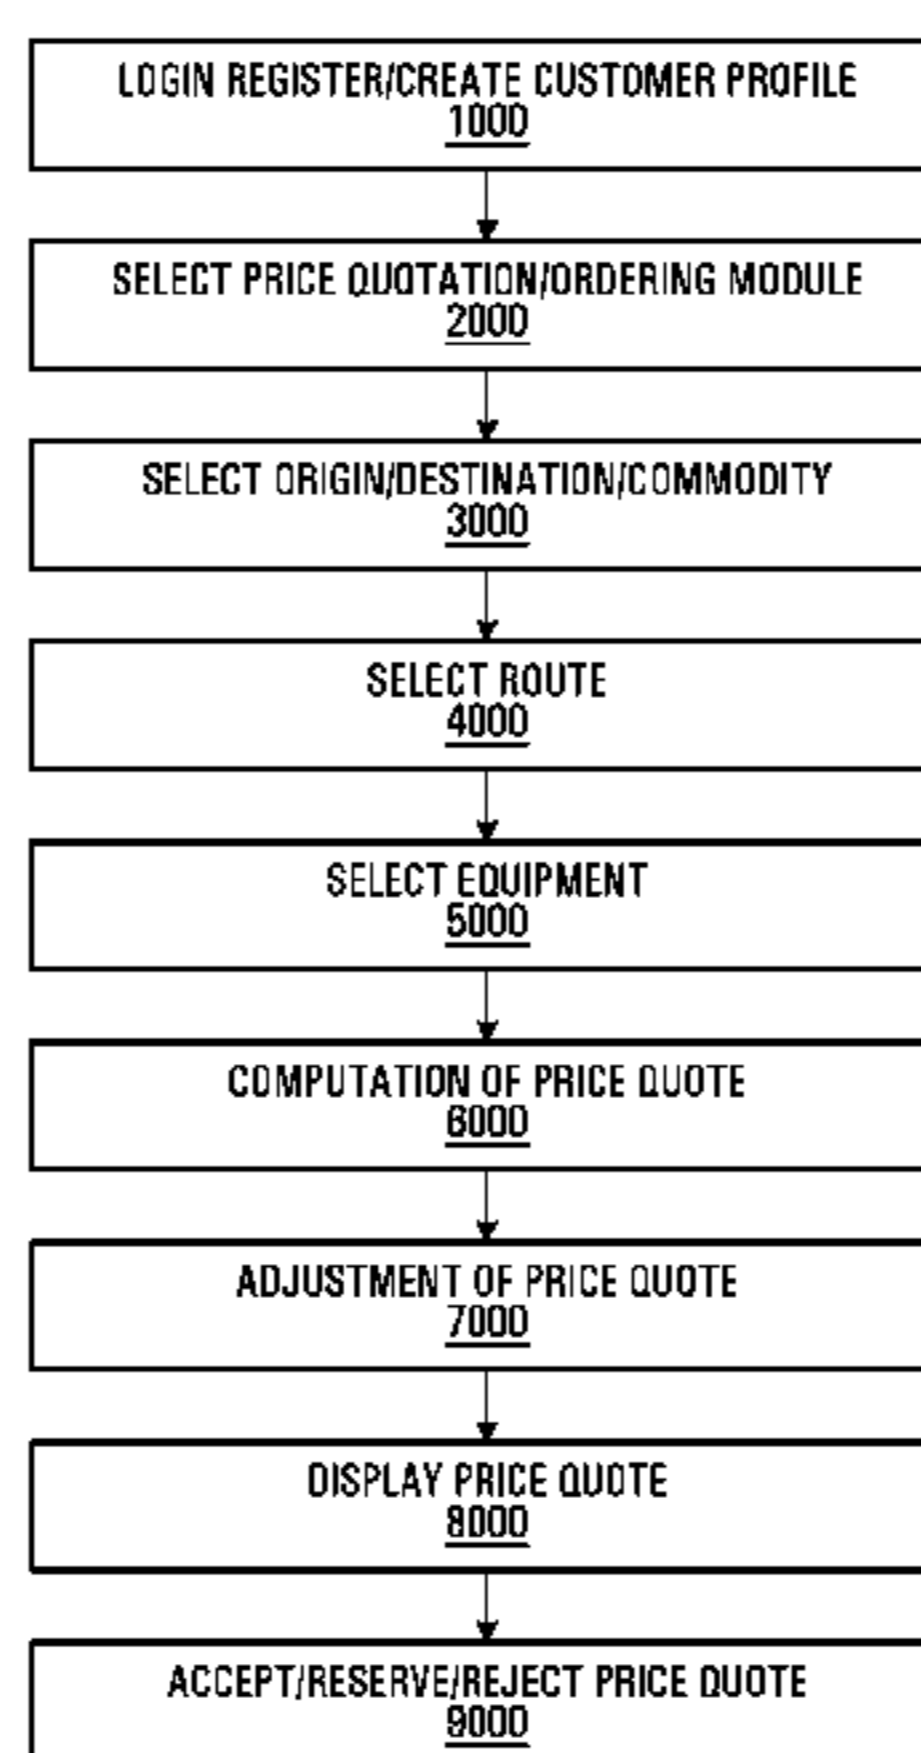 LOGIN REGISTER/CREATE CUSTOMER PROFILE
1000
SELECT PRICE QUOTATION/ORDERING MODULE
2000
SELECT ORIGIN/DESTINATION/COMMODITY
3000
SELECT ROUTE
4000
SELECT EQUIPMENT
5000
COMPUTATION OF PRICE QUOTE
6000
ADJUSTMENT OF PRICE QUOTE
7000
DISPLAY PRICE QUOTE
8000
ACCEPT/RESERVE/REJECT PRICE QUOTE
9000